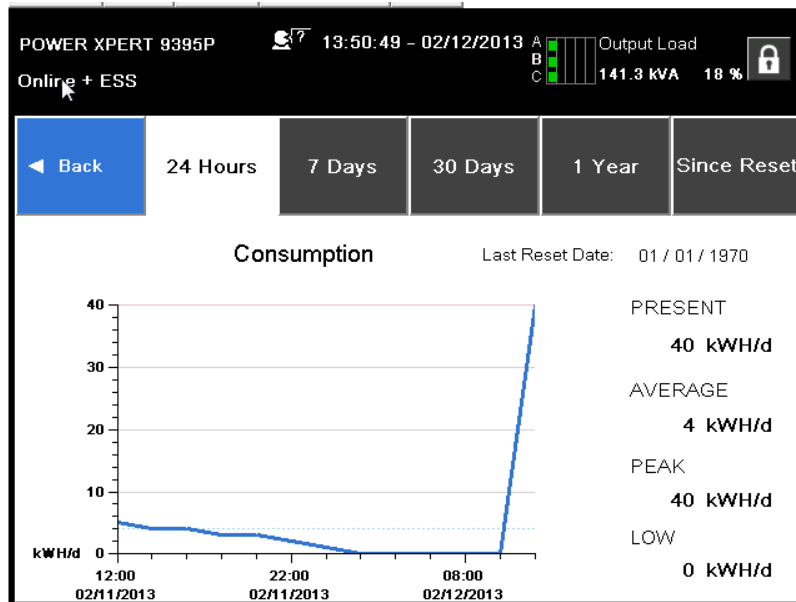 POWER XPERT 9395P
? 13:50:49 - 02/12/2013
Online + ESS
A
B
C
Output Load
141.3 kVA 18 %
Back
24 Hours
7 Days
30 Days
1 Year
Since Reset
Consumption
Last Reset Date: 01 / 01 / 1970
40
30
20
10
kWH/d 0
12:00
02/11/2013
22:00
02/11/2013
08:00
02/12/2013
PRESENT
40 kWH/d
AVERAGE
4 kWH/d
PEAK
40 kWH/d
LOW
0 kWH/d